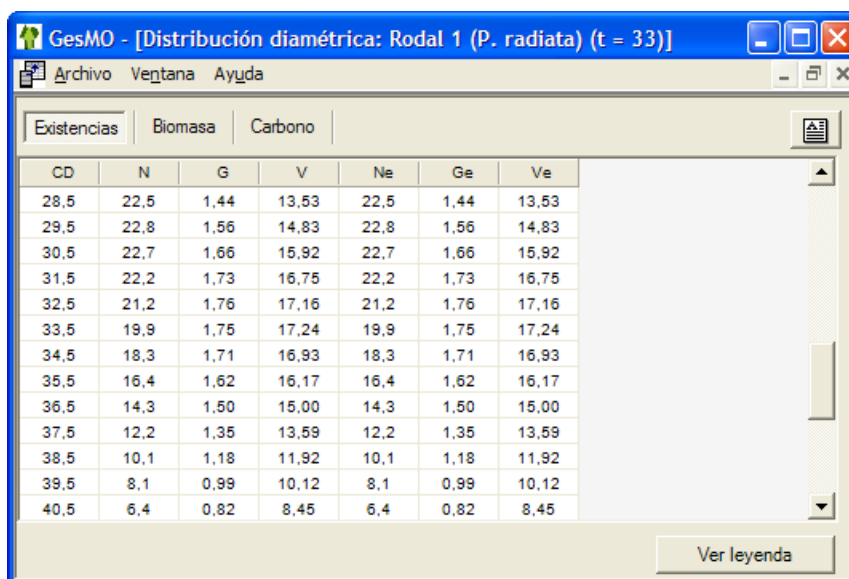 GesMO - [Distribución diamétrica: Rodal 1 (P. radiata) (t = 33)]
Archivo Ventana Ayuda
Existencias Biomasa Carbono
CD N G V Ne Ge Ve
28,5 22,5 1,44 13,53 22,5 1,44 13,53
29,5 22,8 1,56 14,83 22,8 1,56 14,83
30,5 22,7 1,66 15,92 22,7 1,66 15,92
31,5 22,2 1,73 16,75 22,2 1,73 16,75
32,5 21,2 1,76 17,16 21,2 1,76 17,16
33,5 19,9 1,75 17,24 19,9 1,75 17,24
34,5 18,3 1,71 16,93 18,3 1,71 16,93
35,5 16,4 1,62 16,17 16,4 1,62 16,17
36,5 14,3 1,50 15,00 14,3 1,50 15,00
37,5 12,2 1,35 13,59 12,2 1,35 13,59
38,5 10,1 1,18 11,92 10,1 1,18 11,92
39,5 8,1 0,99 10,12 8,1 0,99 10,12
40,5 6,4 0,82 8,45 6,4 0,82 8,45
Ver leyenda